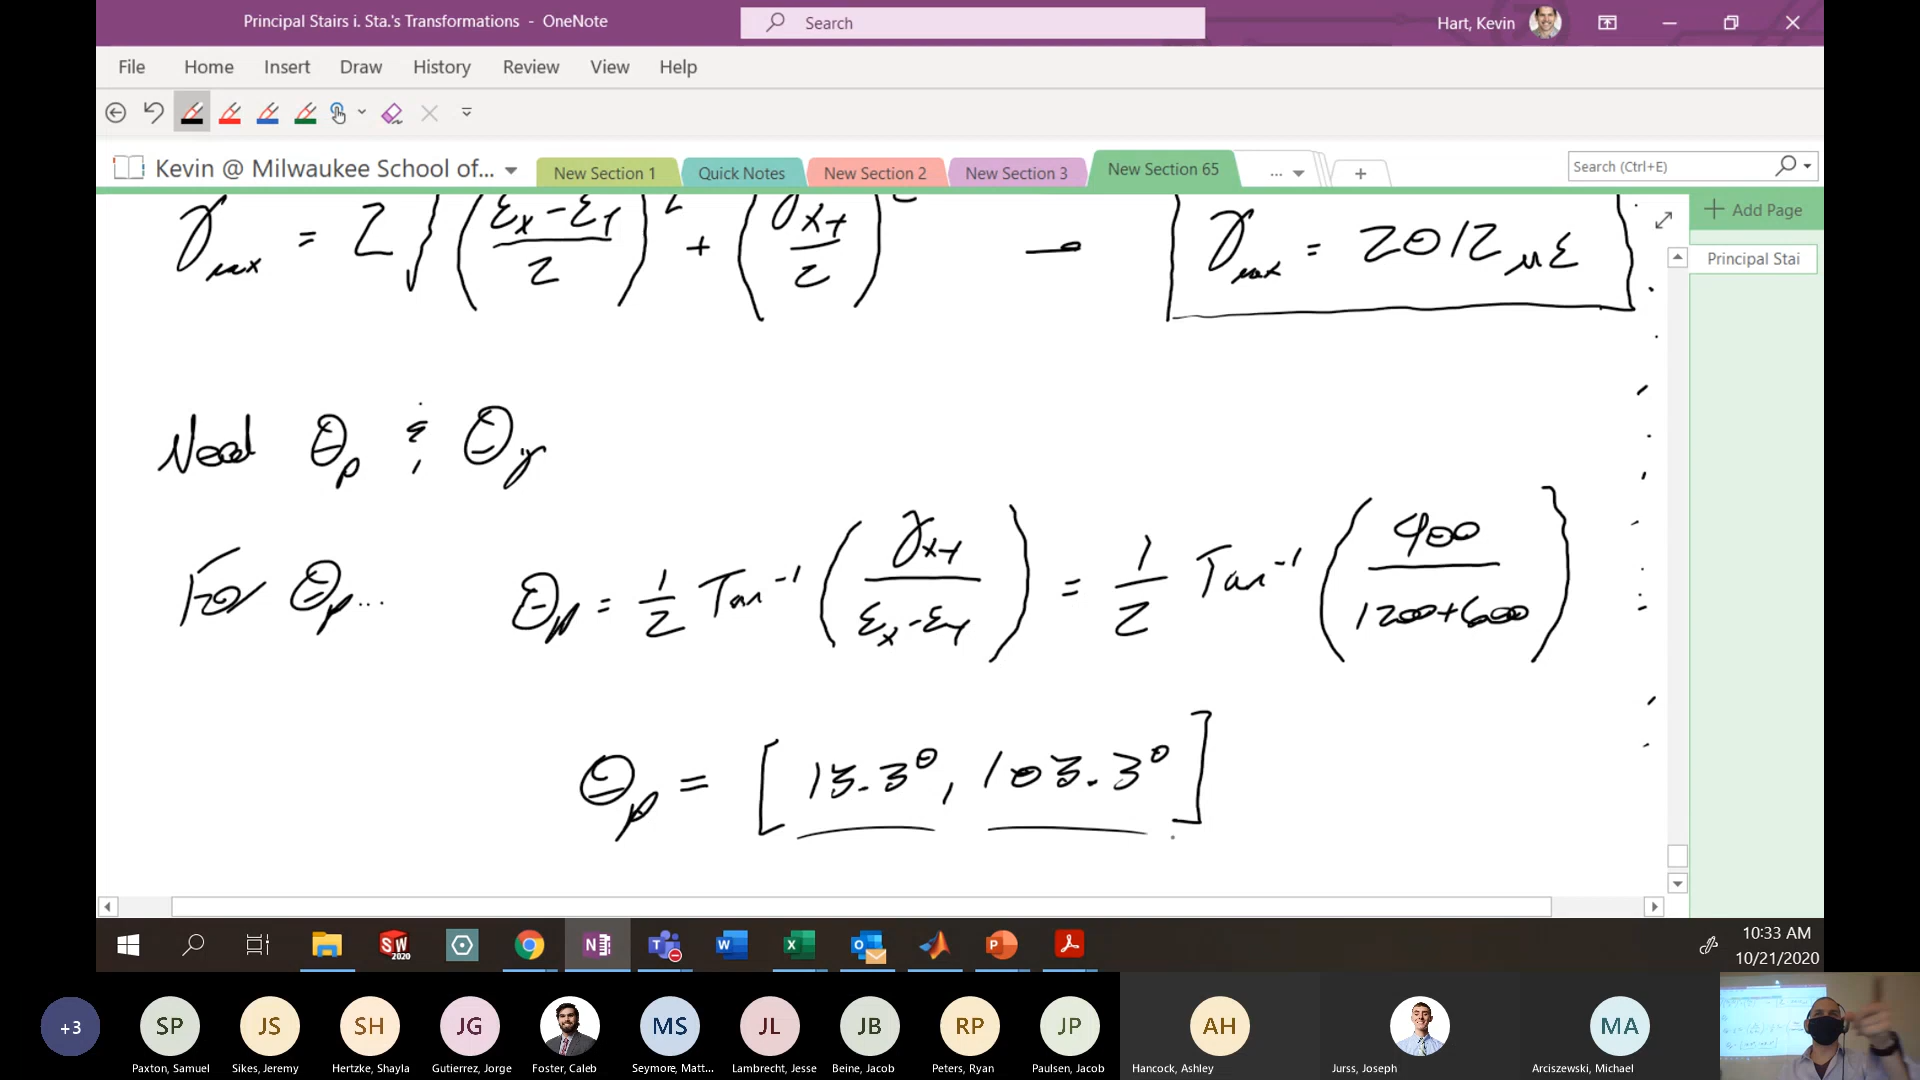 Principal Stairs i. Sta.'s Transformations - OneNote
Search
Hart, Kevin
File Home Insert Draw History Review View Help
Kevin @ Milwaukee School of...
New Section 1
Quick Notes
New Section 2
New Section 3
New Section 65
...
Search (Ctrl+E)
Add Page
Principal Stai
γmax = 2√((εx-εy)/2)² + (γxy/2)² → γmax = 2012 με
Need θp & θγ
For θp... θp = 1/2 Tan⁻¹ (γxy/(εx-εy)) = 1/2 Tan⁻¹ (900/(1200+600))
θp = [13.3°, 103.3°]
10:33 AM
10/21/2020
+3
SP
JS
SH
JG
MS
JL
JB
RP
JP
AH
MA
Paxton, Samuel
Sikes, Jeremy
Hertzke, Shayla
Gutierrez, Jorge
Foster, Caleb
Seymore, Matt...
Lambrecht, Jesse
Beine, Jacob
Peters, Ryan
Paulsen, Jacob
Hancock, Ashley
Jurss, Joseph
Arciszewski, Michael